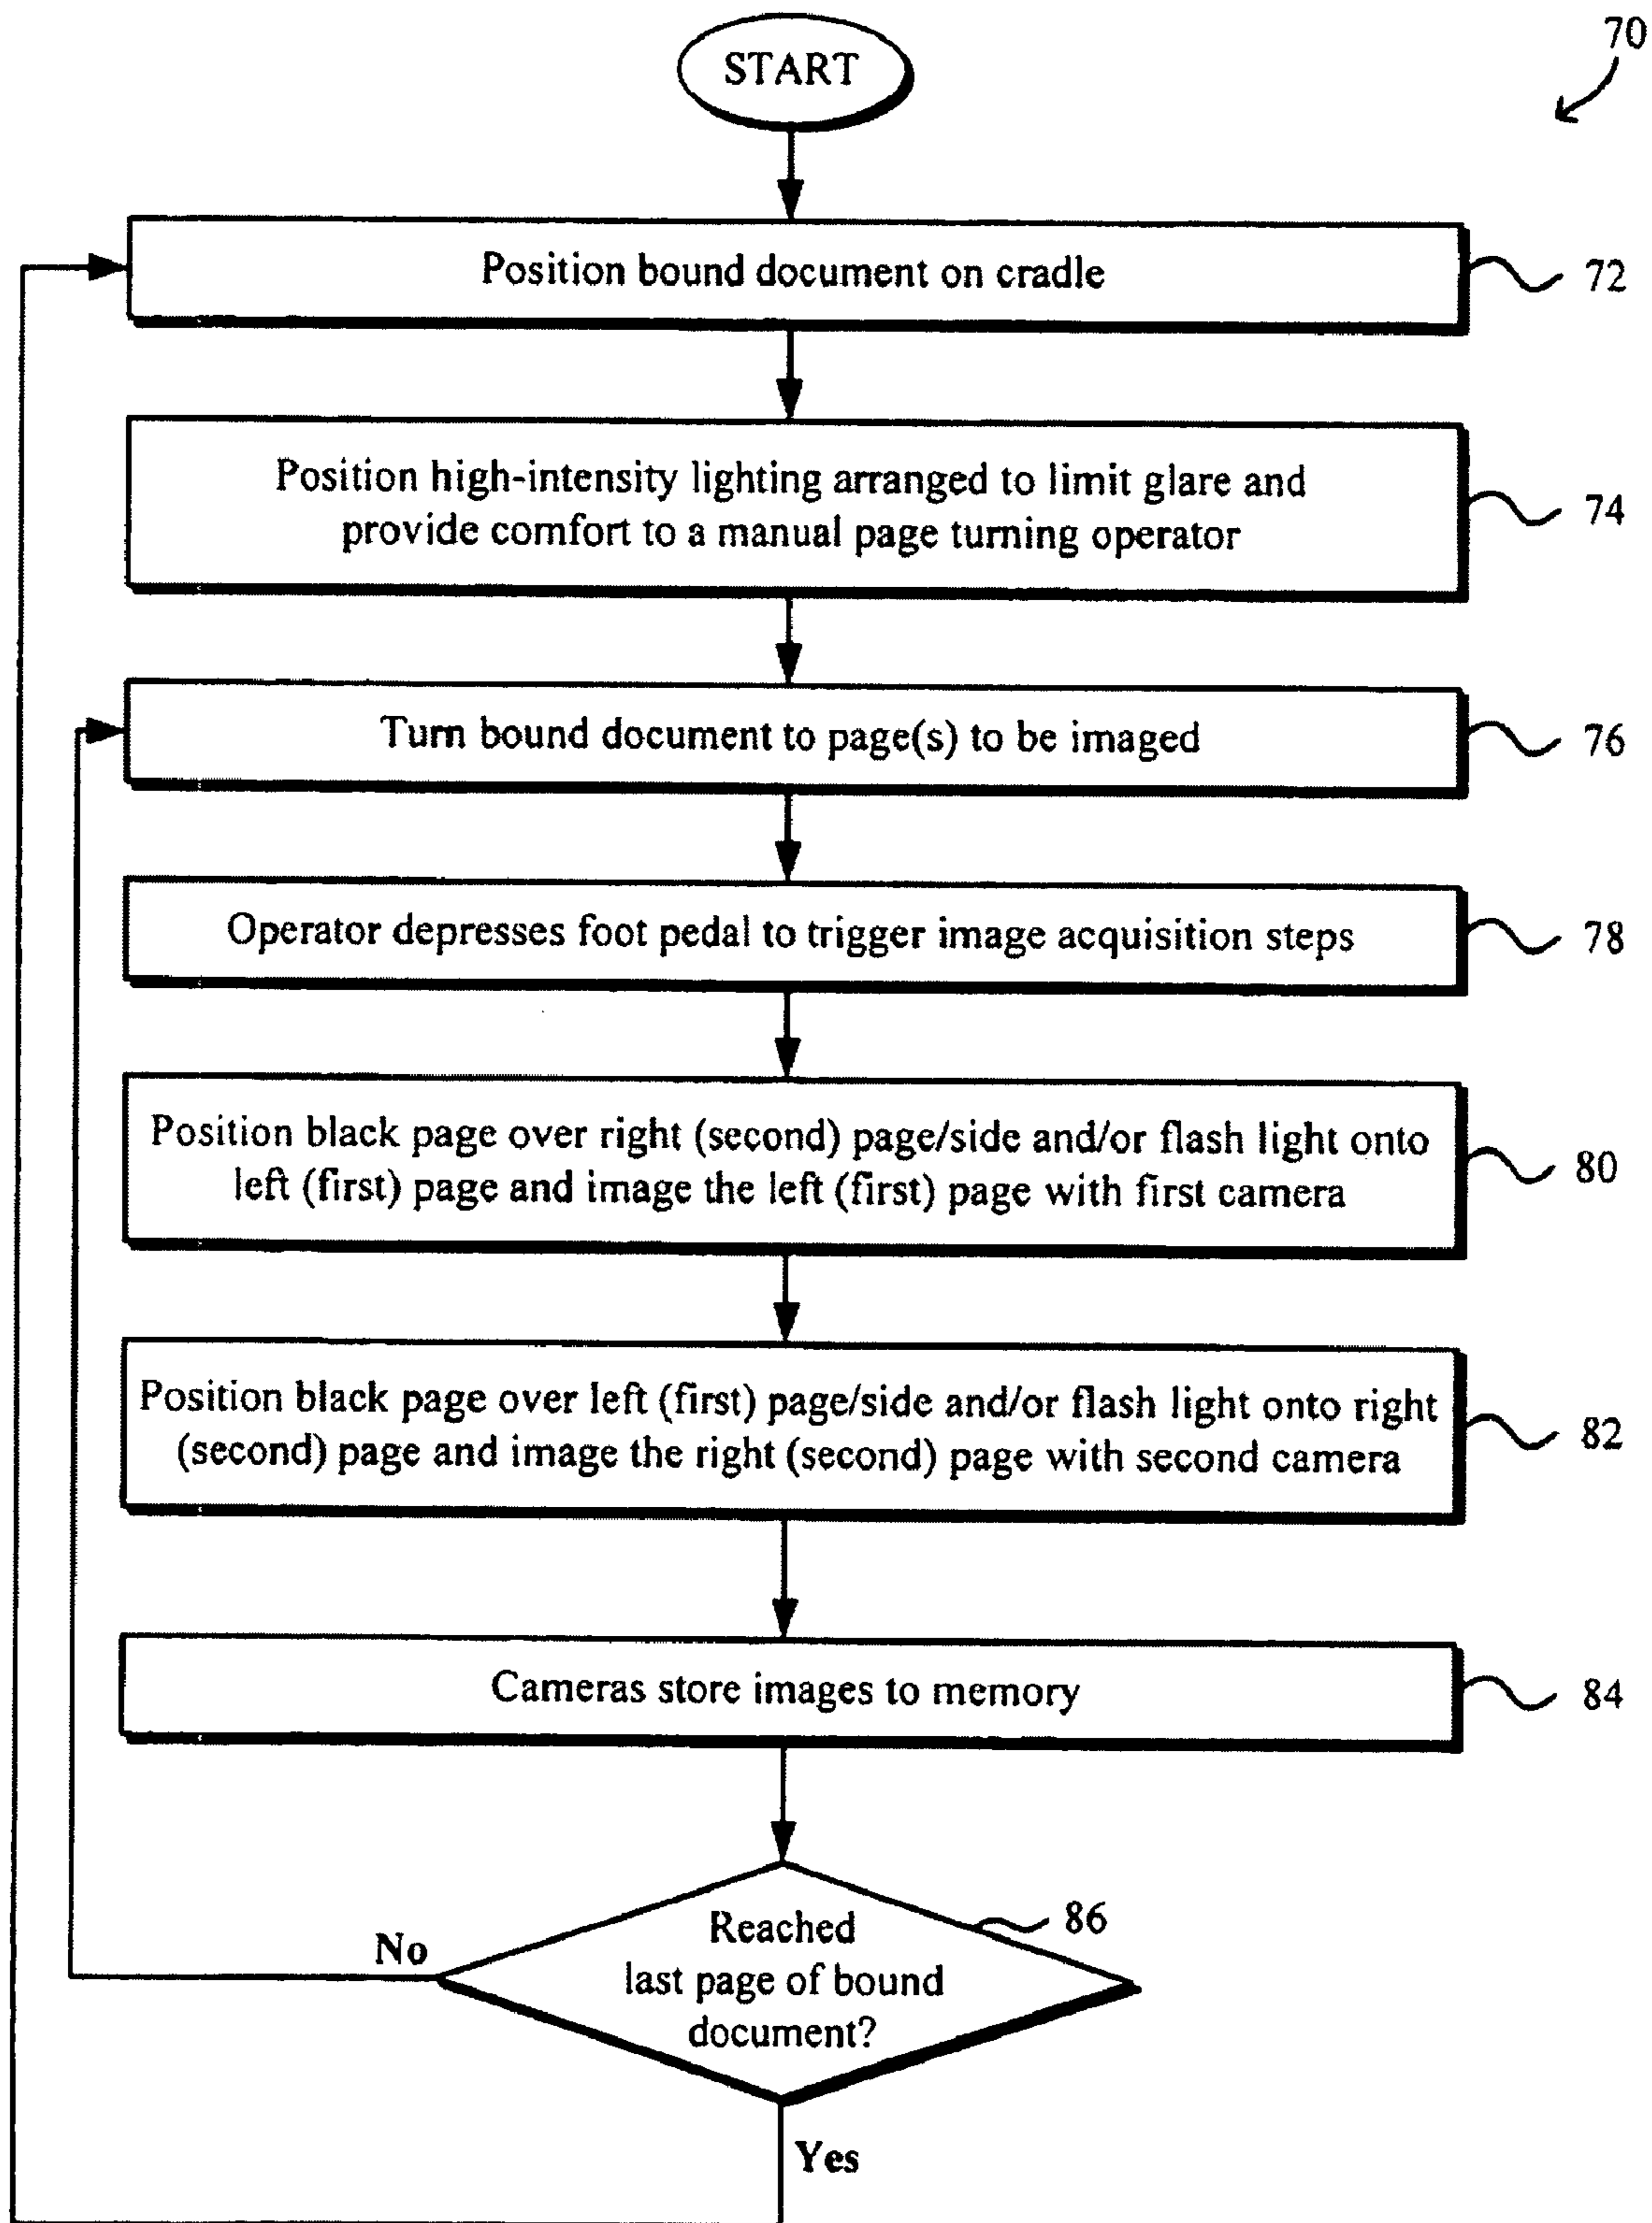 70
START
Position bound document on cradle
72
Position high-intensity lighting arranged to limit glare and
provide comfort to a manual page turning operator
74
Turn bound document to page(s) to be imaged
76
Operator depresses foot pedal to trigger image acquisition steps
78
Position black page over right (second) page/side and/or flash light onto
left (first) page and image the left (first) page with first camera
80
Position black page over left (first) page/side and/or flash light onto right
(second) page and image the right (second) page with second camera
82
Cameras store images to memory
84
Reached
last page of bound
document?
86
No
Yes